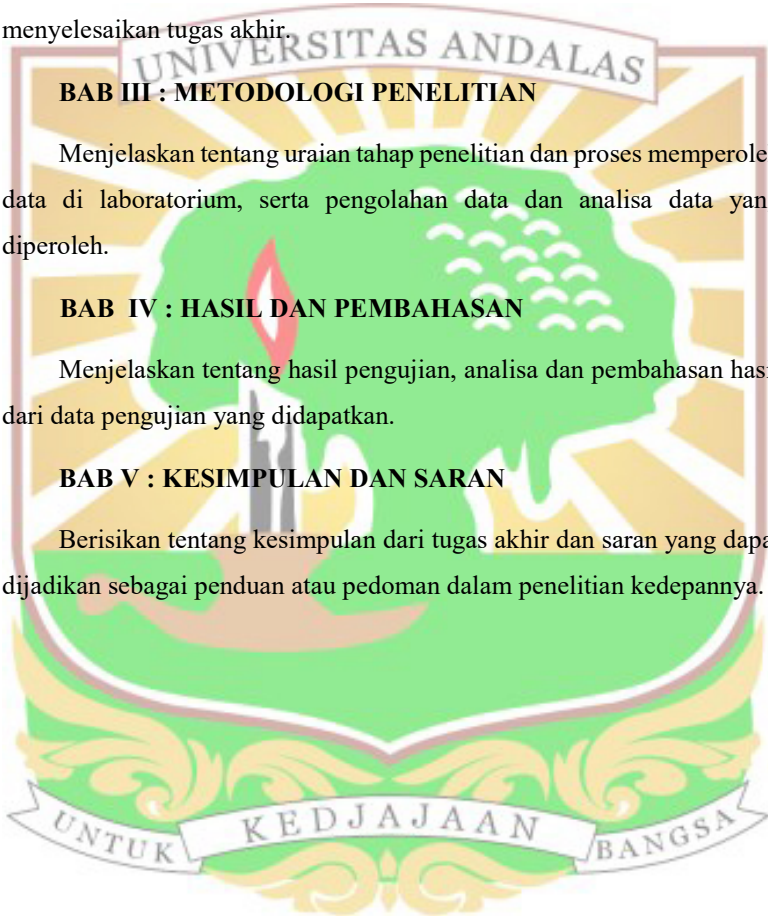 menyelesaikan tugas akhir.
UNIVERSITAS ANDALAS
BAB III : METODOLOGI PENELITIAN
Menjelaskan tentang uraian tahap penelitian dan proses memperole
data di laboratorium, serta pengolahan data dan analisa data yan
diperoleh.
BAB IV : HASIL DAN PEMBAHASAN
Menjelaskan tentang hasil pengujian, analisa dan pembahasan hasi
dari data pengujian yang didapatkan.
BAB V : KESIMPULAN DAN SARAN
Berisikan tentang kesimpulan dari tugas akhir dan saran yang dapa
dijadikan sebagai penduan atau pedoman dalam penelitian kedepannya.
UNTUK KEDJAJAAN BANGSA